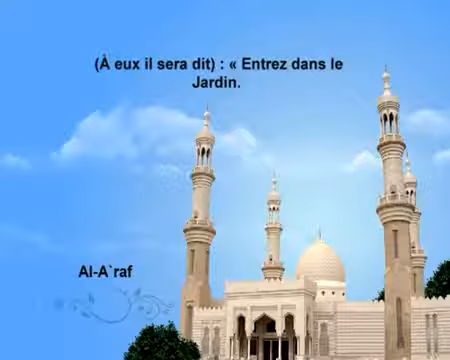 (À eux il sera dit) : « Entrez dans le
Jardin.
Al-A`raf